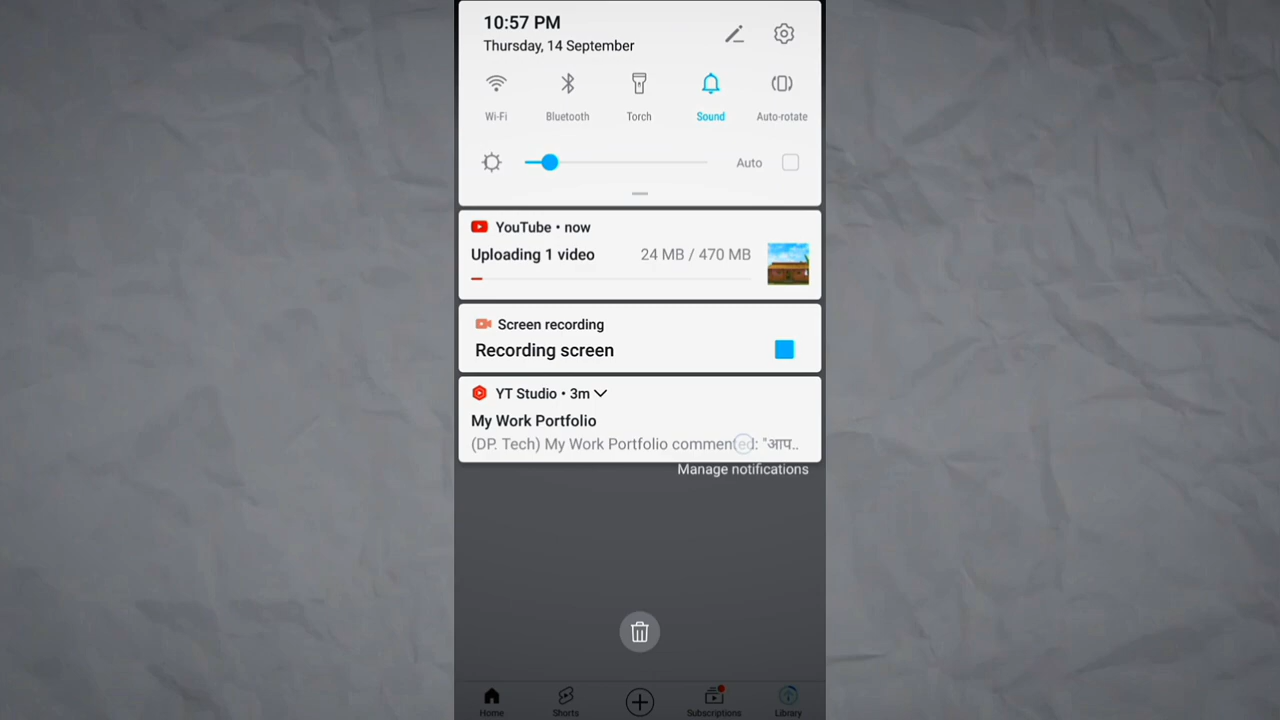 10:57 PM
Thursday, 14 September
Wi-Fi Bluetooth Torch Sound Auto-rotate
Auto
YouTube • now
Uploading 1 video 24 MB / 470 MB
Screen recording
Recording screen
YT Studio • 3m
My Work Portfolio
(DP. Tech) My Work Portfolio commented: "आप..
Manage notifications
Home Shorts Subscriptions Library